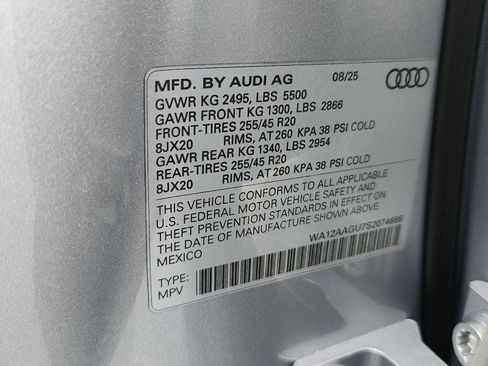 MFD. BY AUDI AG 08/25
GVWR KG 2495, LBS 5500
GAWR FRONT KG 1300, LBS 2866
FRONT-TIRES 255/45 R20
8JX20 RIMS, AT 260 KPA 38 PSI COLD
GAWR REAR KG 1340, LBS 2954
REAR-TIRES 255/45 R20
8JX20 RIMS, AT 260 KPA 38 PSI COLD
THIS VEHICLE CONFORMS TO ALL APPLICABLE
U.S. FEDERAL MOTOR VEHICLE SAFETY AND
THEFT PREVENTION STANDARDS IN EFFECT ON
THE DATE OF MANUFACTURE SHOWN ABOVE.
MEXICO
WA12AAGU7S2074666
TYPE:
MPV